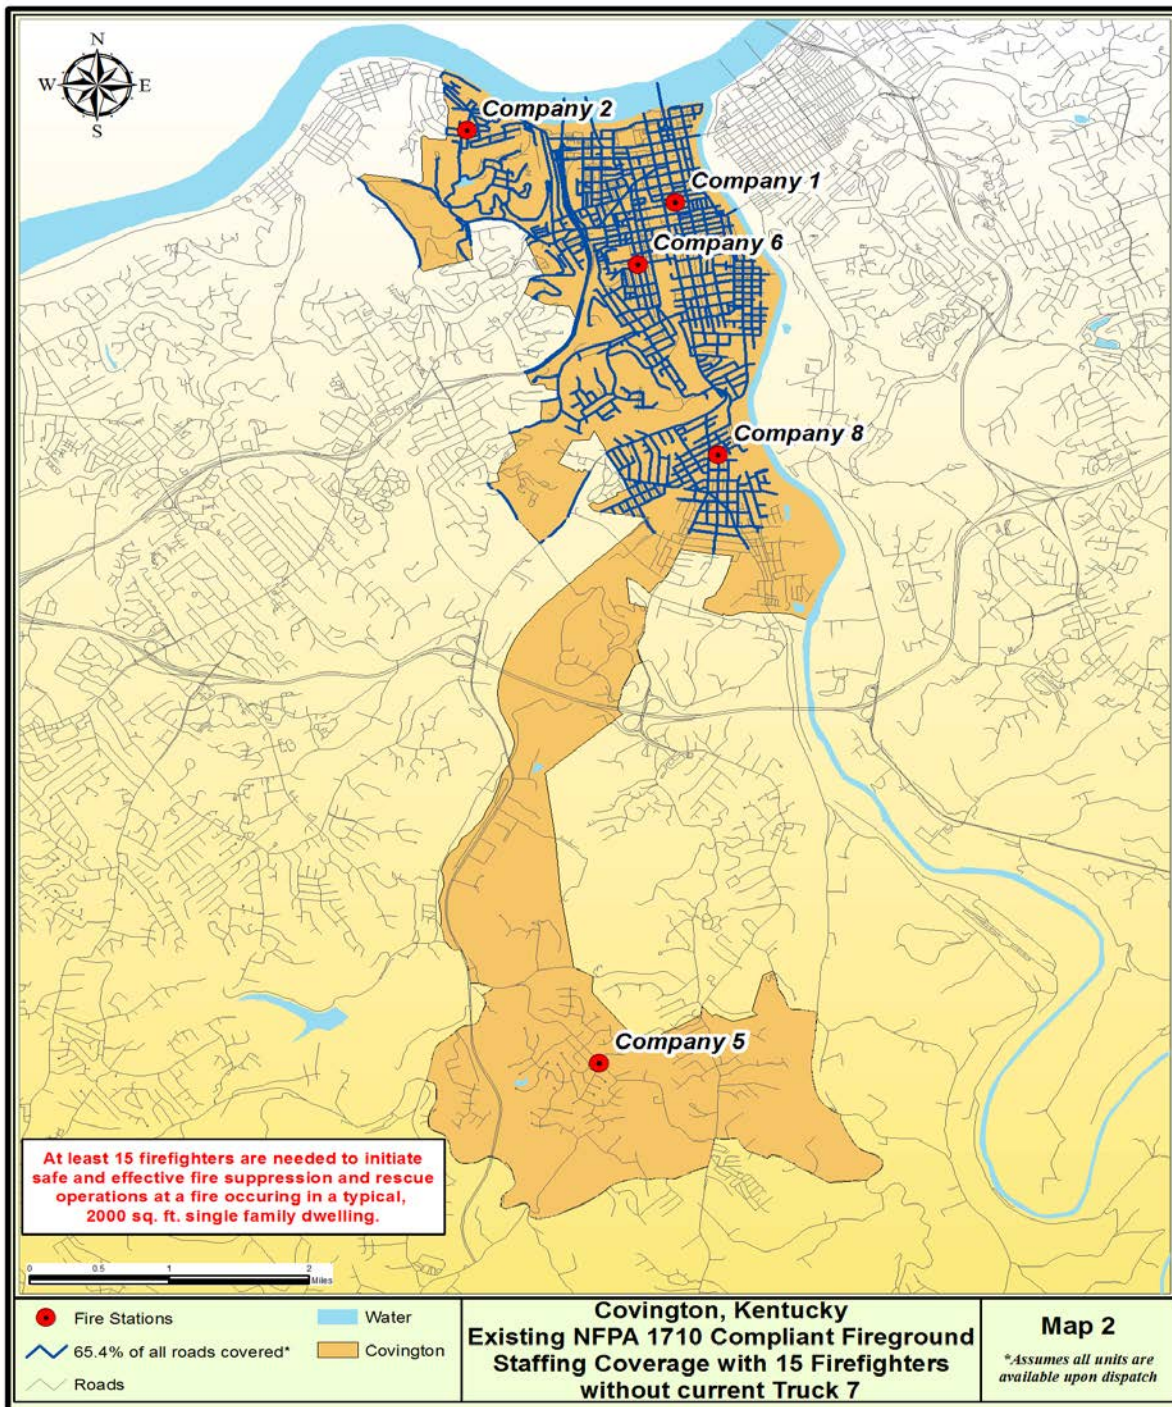 N
W E
S
Company 2
Company 1
Company 6
Company 8
Company 5
At least 15 firefighters are needed to initiate
safe and effective fire suppression and rescue
operations at a fire occuring in a typical,
2000 sq. ft. single family dwelling.
0 0.5 1 2
Miles
Fire Stations
65.4% of all roads covered*
Roads
Water
Covington
Covington, Kentucky
Existing NFPA 1710 Compliant Fireground
Staffing Coverage with 15 Firefighters
without current Truck 7
Map 2
*Assumes all units are
available upon dispatch